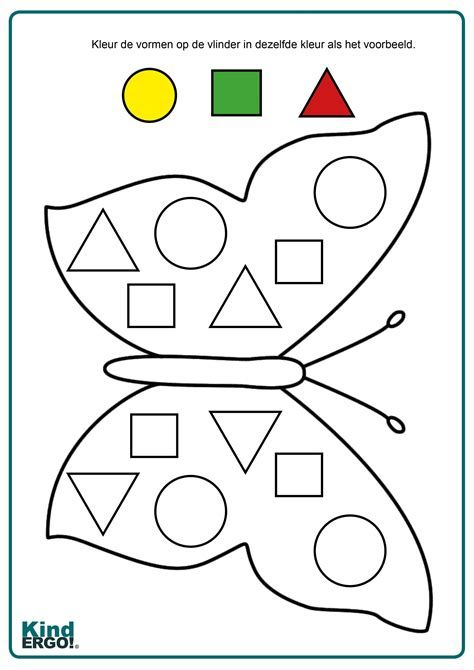 Kleur de vormen op de vlinder in dezelfde kleur als het voorbeeld.
Kind
ERGO!®